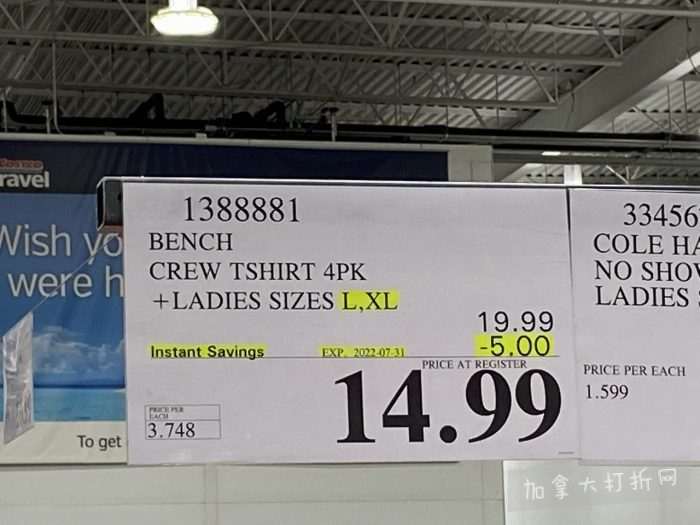 Costco
ravel
Wish yo
were h
To get
1388881
BENCH
CREW TSHIRT 4PK
+LADIES SIZES L,XL
19.99
Instant Savings EXP. 2022-07-31 -5.00
PRICE AT REGISTER
14.99
PRICE PER
EACH
3.748
33456
COLE HA
NO SHOW
LADIES S
PRICE PER EACH
1.599
加拿大打折网